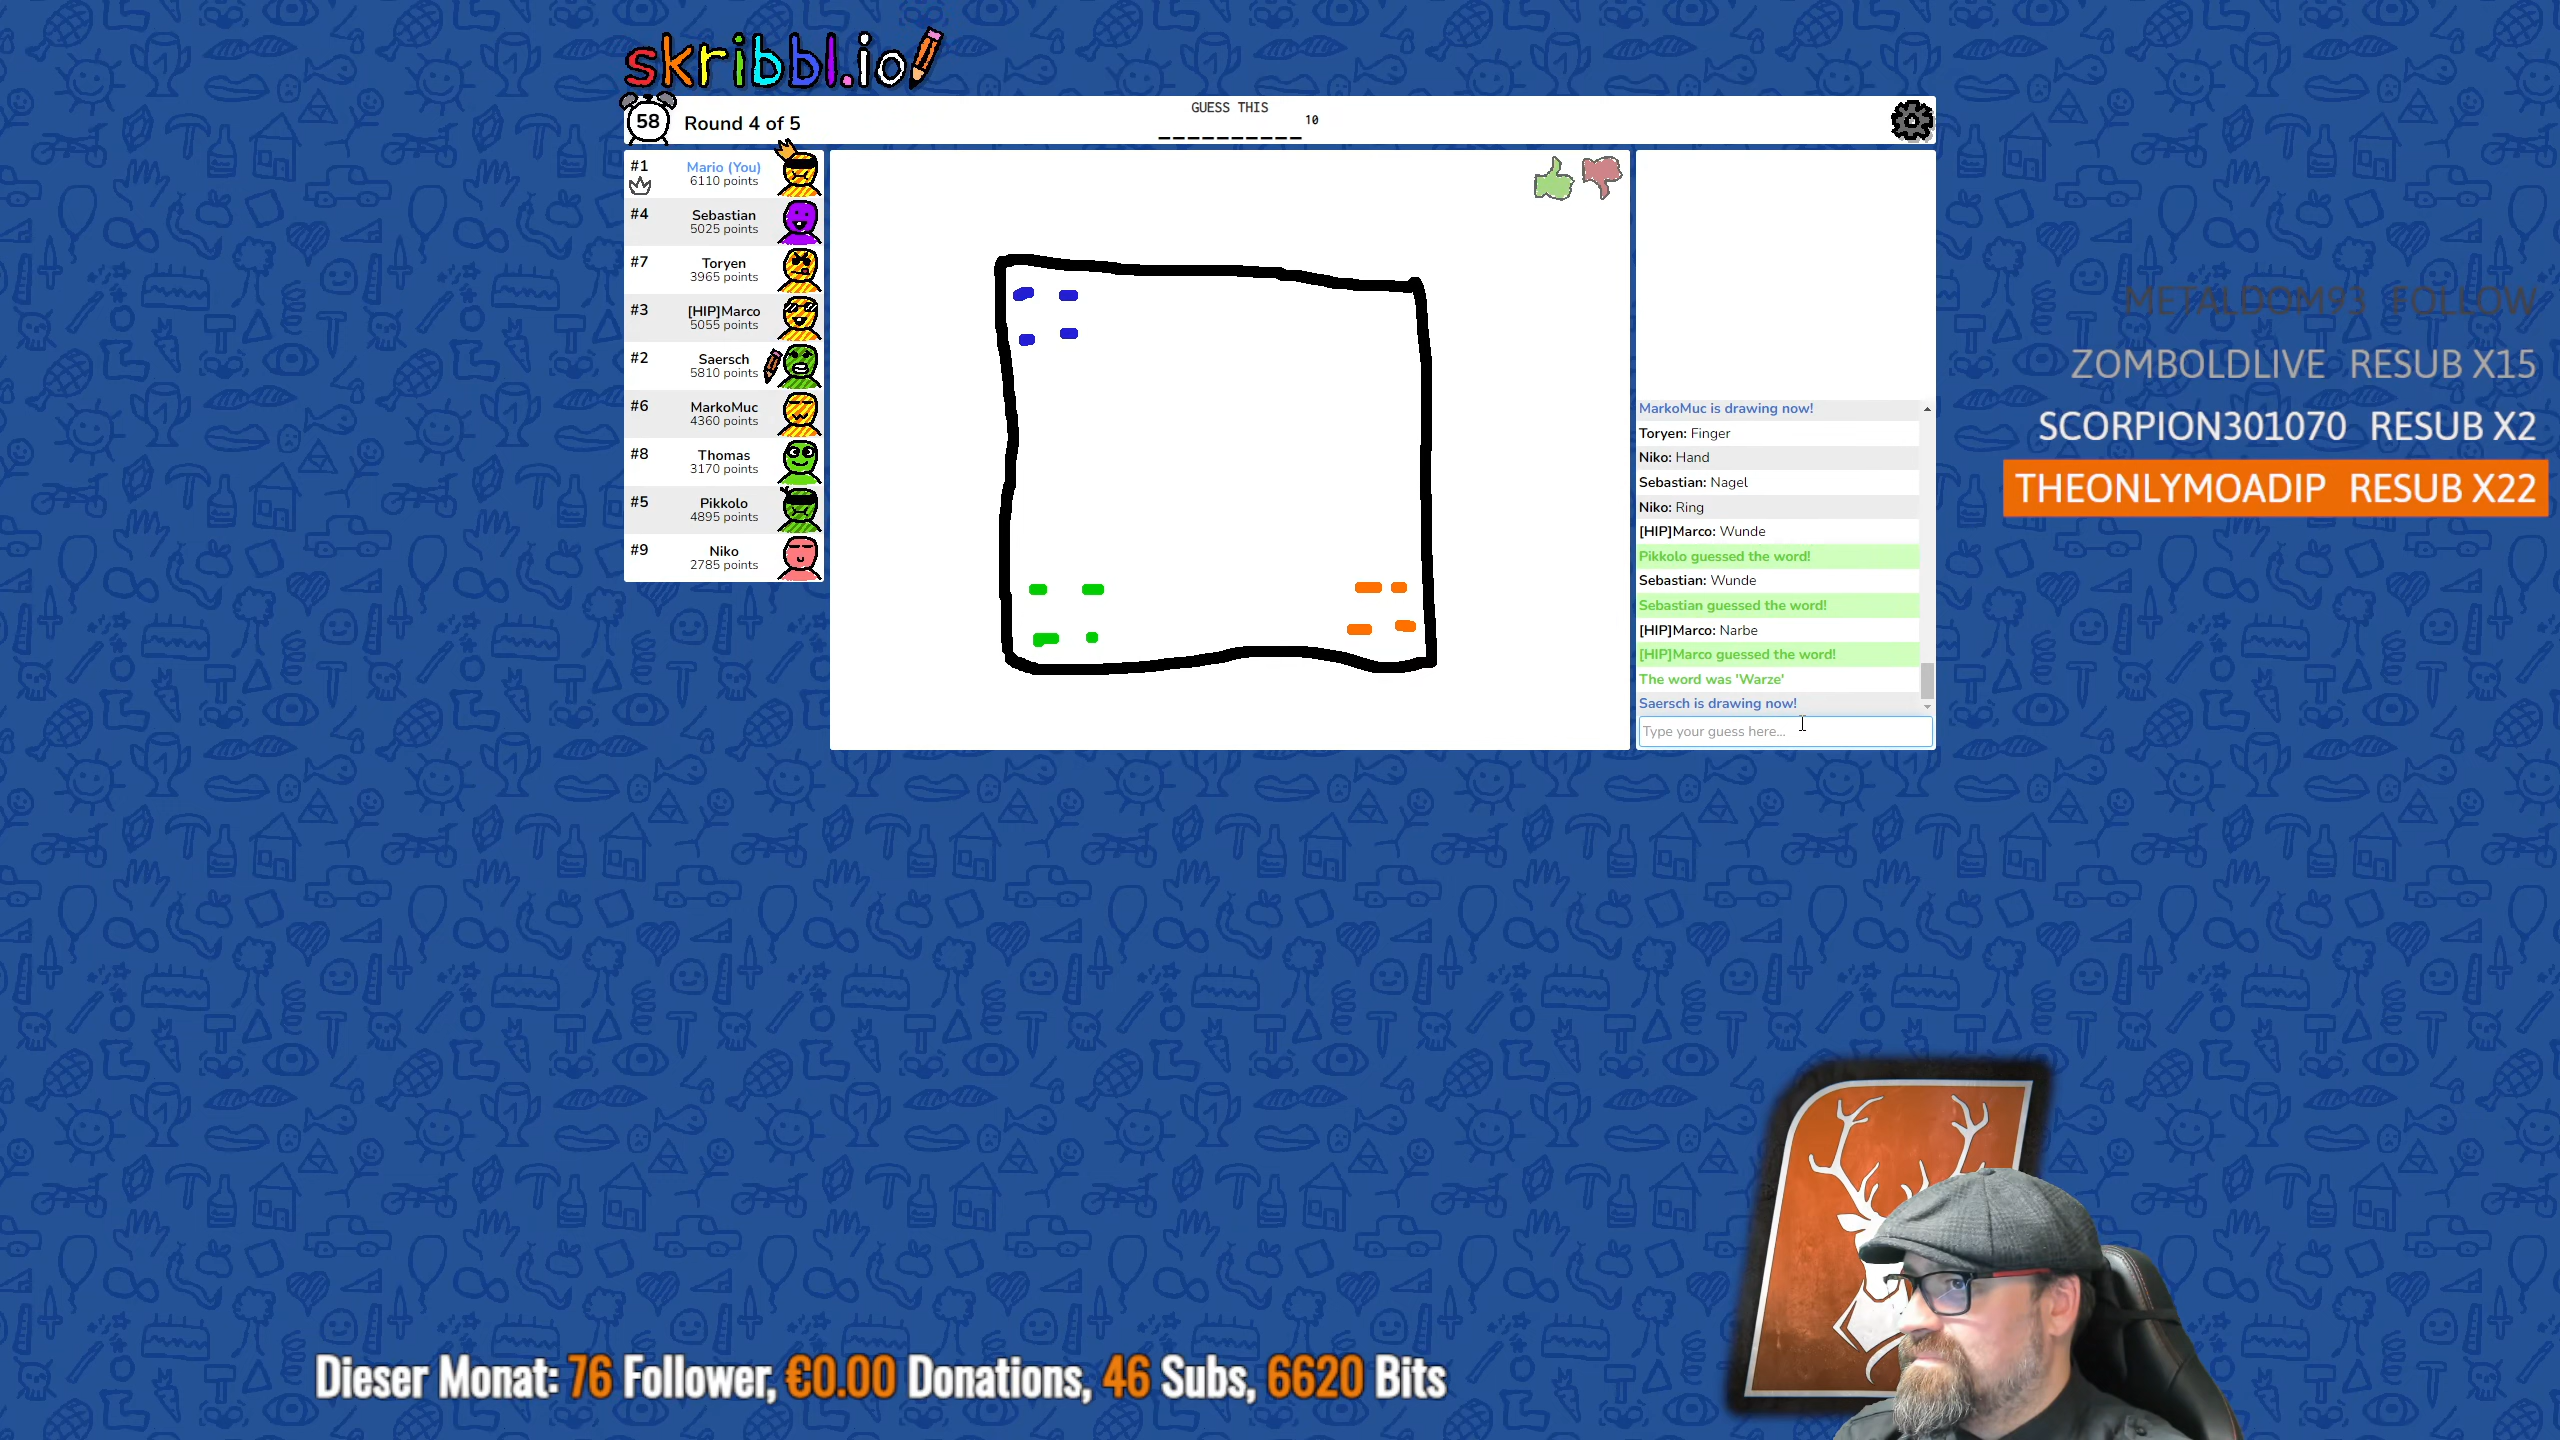 skribbl.io
58
Round 4 of 5
GUESS THIS
__________ 10
#1 Mario (You)
6110 points
#4 Sebastian
5025 points
#7 Toryen
3965 points
#3 [HIP]Marco
5055 points
#2 Saersch
5810 points
#6 MarkoMuc
4360 points
#8 Thomas
3170 points
#5 Pikkolo
4895 points
#9 Niko
2785 points
MarkoMuc is drawing now!
Toryen: Finger
Niko: Hand
Sebastian: Nagel
Niko: Ring
[HIP]Marco: Wunde
Pikkolo guessed the word!
Sebastian: Wunde
Sebastian guessed the word!
[HIP]Marco: Narbe
[HIP]Marco guessed the word!
The word was 'Warze'
Saersch is drawing now!
Type your guess here...
METALDOM93 FOLLOW
ZOMBOLDLIVE RESUB X15
SCORPION301070 RESUB X2
THEONLYMOADIP RESUB X22
Dieser Monat: 76 Follower, €0.00 Donations, 46 Subs, 6620 Bits